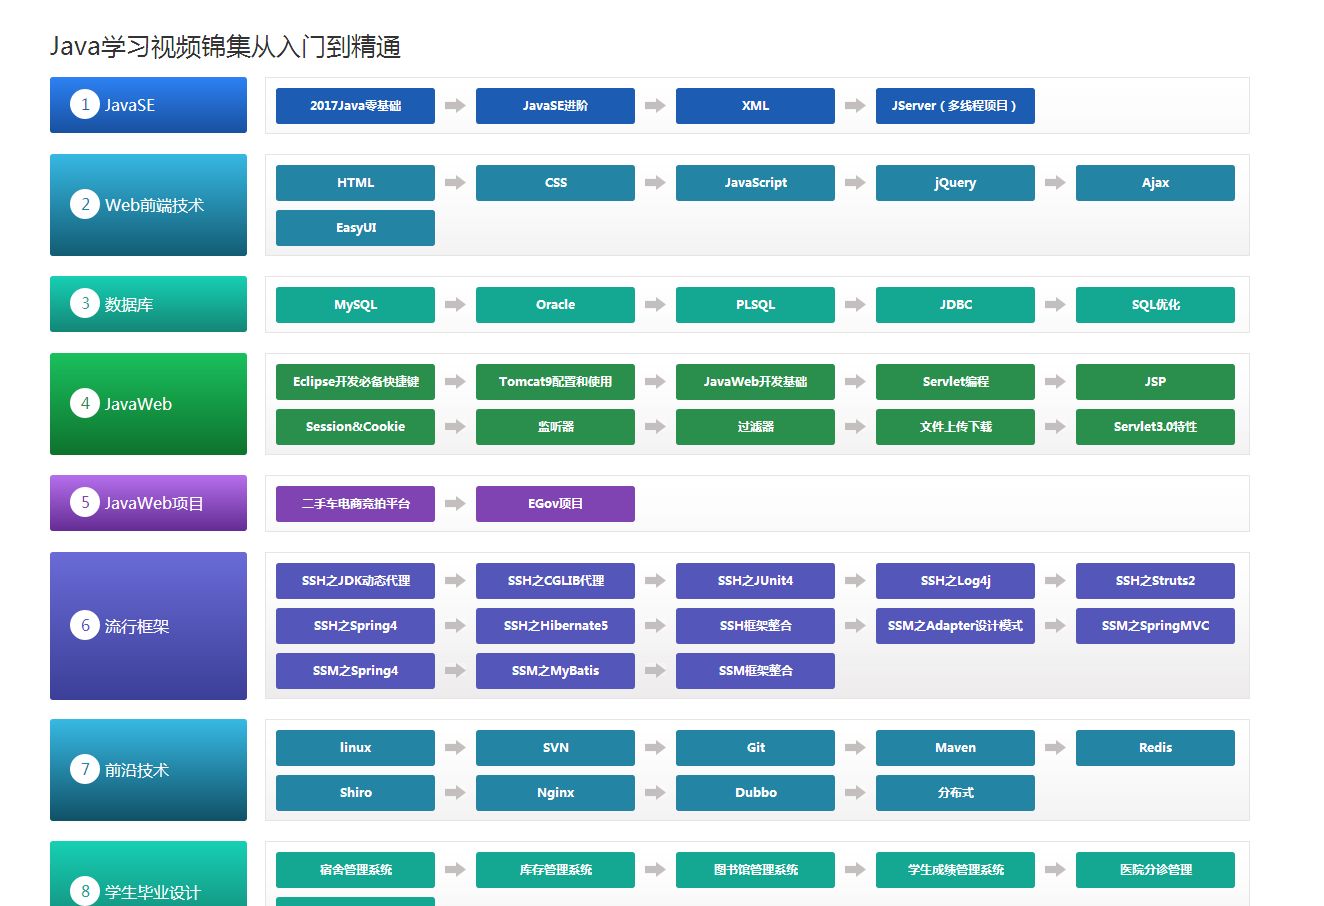 Java学习视频锦集从入门到精通
1 JavaSE
2017Java零基础 JavaSE进阶 XML JServer（多线程项目）
2 Web前端技术
HTML CSS JavaScript jQuery Ajax
EasyUI
3 数据库
MySQL Oracle PLSQL JDBC SQL优化
4 JavaWeb
Eclipse开发必备快捷键 Tomcat9配置和使用 JavaWeb开发基础 Servlet编程 JSP
Session&Cookie 监听器 过滤器 文件上传下载 Servlet3.0特性
5 JavaWeb项目
二手车电商竞拍平台 EGov项目
6 流行框架
SSH之JDK动态代理 SSH之CGLIB代理 SSH之JUnit4 SSH之Log4j SSH之Struts2
SSH之Spring4 SSH之Hibernate5 SSH框架整合 SSM之Adapter设计模式 SSM之SpringMVC
SSM之Spring4 SSM之MyBatis SSM框架整合
7 前沿技术
linux SVN Git Maven Redis
Shiro Nginx Dubbo 分布式
8 学生毕业设计
宿舍管理系统 库存管理系统 图书馆管理系统 学生成绩管理系统 医院分诊管理